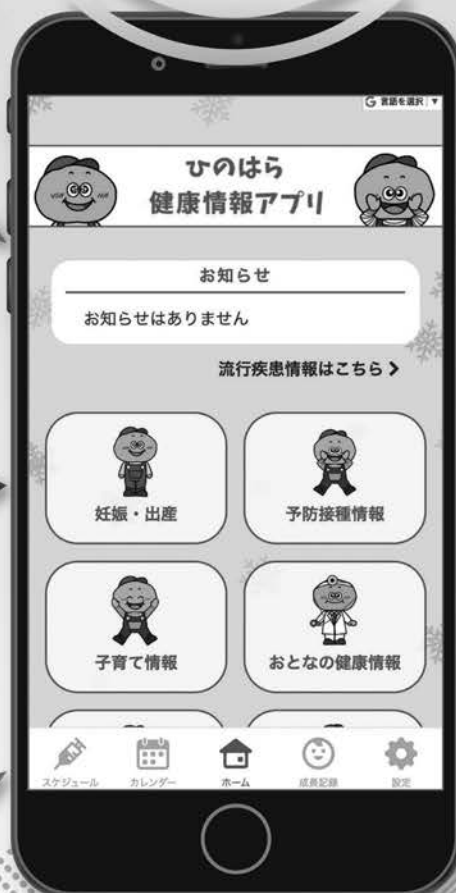 G 言語を選択 ▼
ひのはら
健康情報アプリ
お知らせ
お知らせはありません
流行疾患情報はこちら >
妊娠・出産
予防接種情報
子育て情報
おとなの健康情報
スケジュール
カレンダー
ホーム
成長記録
設定